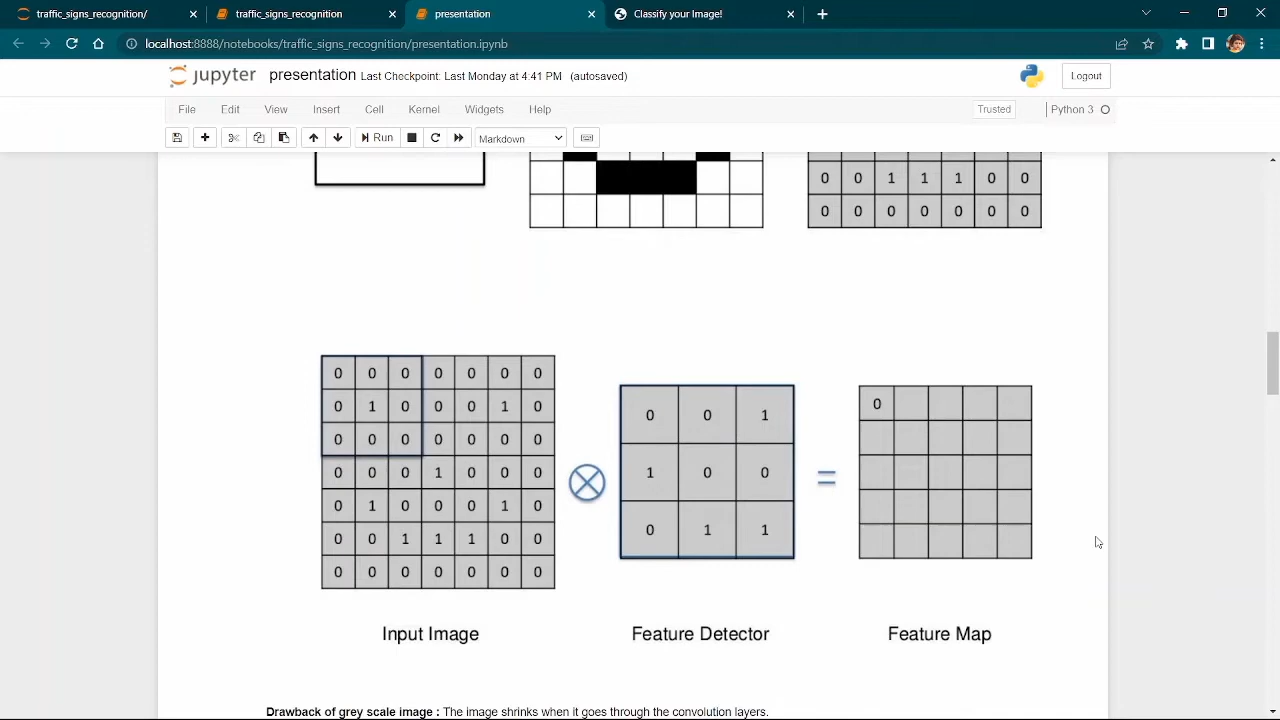 traffic_signs_recognition/
traffic_signs_recognition
presentation
Classify your Image!
localhost:8888/notebooks/traffic_signs_recognition/presentation.ipynb
jupyter presentation Last Checkpoint: Last Monday at 4:41 PM (autosaved)
Logout
File Edit View Insert Cell Kernel Widgets Help
Trusted
Python 3
Run
Markdown
0 0 1 1 1 0 0
0 0 0 0 0 0 0
0 0 0 0 0 0 0
0 1 0 0 0 1 0
0 0 0 0 0 0 0
0 0 0 1 0 0 0
0 1 0 0 0 1 0
0 0 1 1 1 0 0
0 0 0 0 0 0 0
0 0 1
1 0 0
0 1 1
=
0
Input Image
Feature Detector
Feature Map
Drawback of grey scale image : The image shrinks when it goes through the convolution layers.